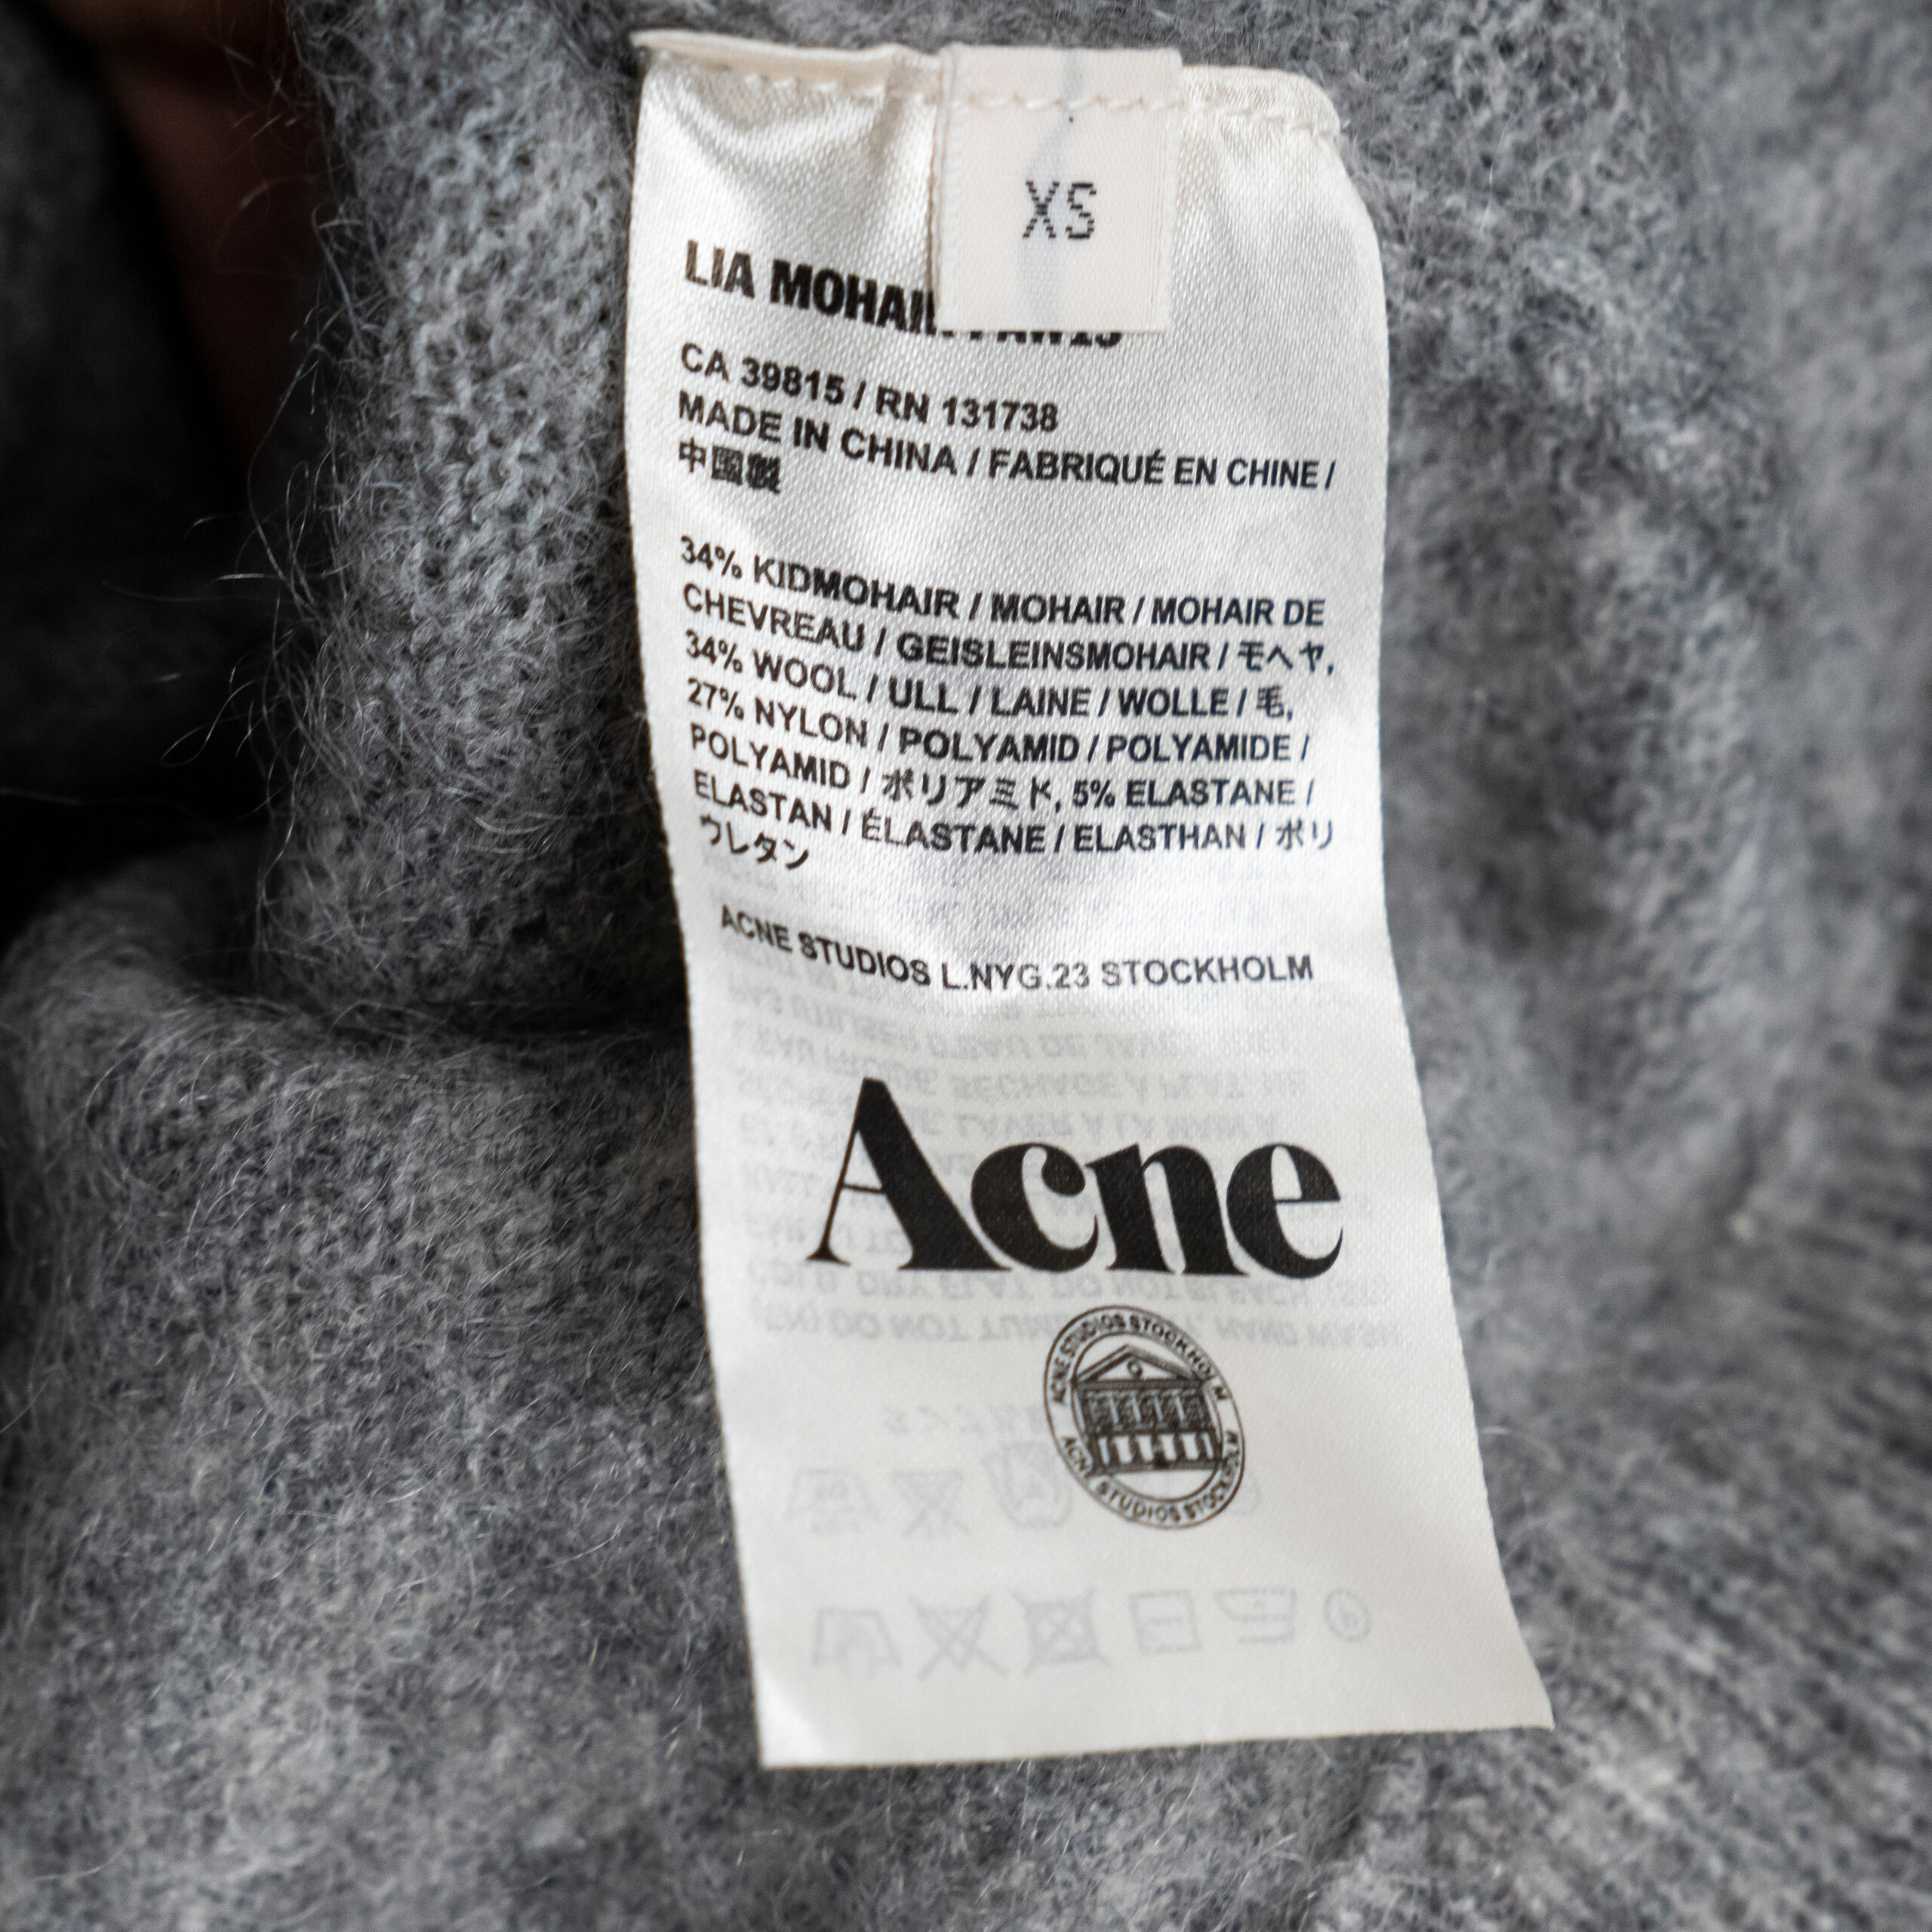 XS
LIA MOHAIR
CA 39815 / RN 131738
MADE IN CHINA / FABRIQUÉ EN CHINE /
中国製
34% KIDMOHAIR / MOHAIR / MOHAIR DE
CHEVREAU / GEISLEINSMOHAIR / モヘヤ,
34% WOOL / ULL / LAINE / WOLLE / 毛,
27% NYLON / POLYAMID / POLYAMIDE /
POLYAMID / ポリアミド, 5% ELASTANE /
ELASTAN / ÉLASTANE / ELASTHAN / ポリ
ウレタン
ACNE STUDIOS L.NYG.23 STOCKHOLM
Acne
ACNE STUDIOS STOCKHOLM
ACNE STUDIOS STOCKHOLM